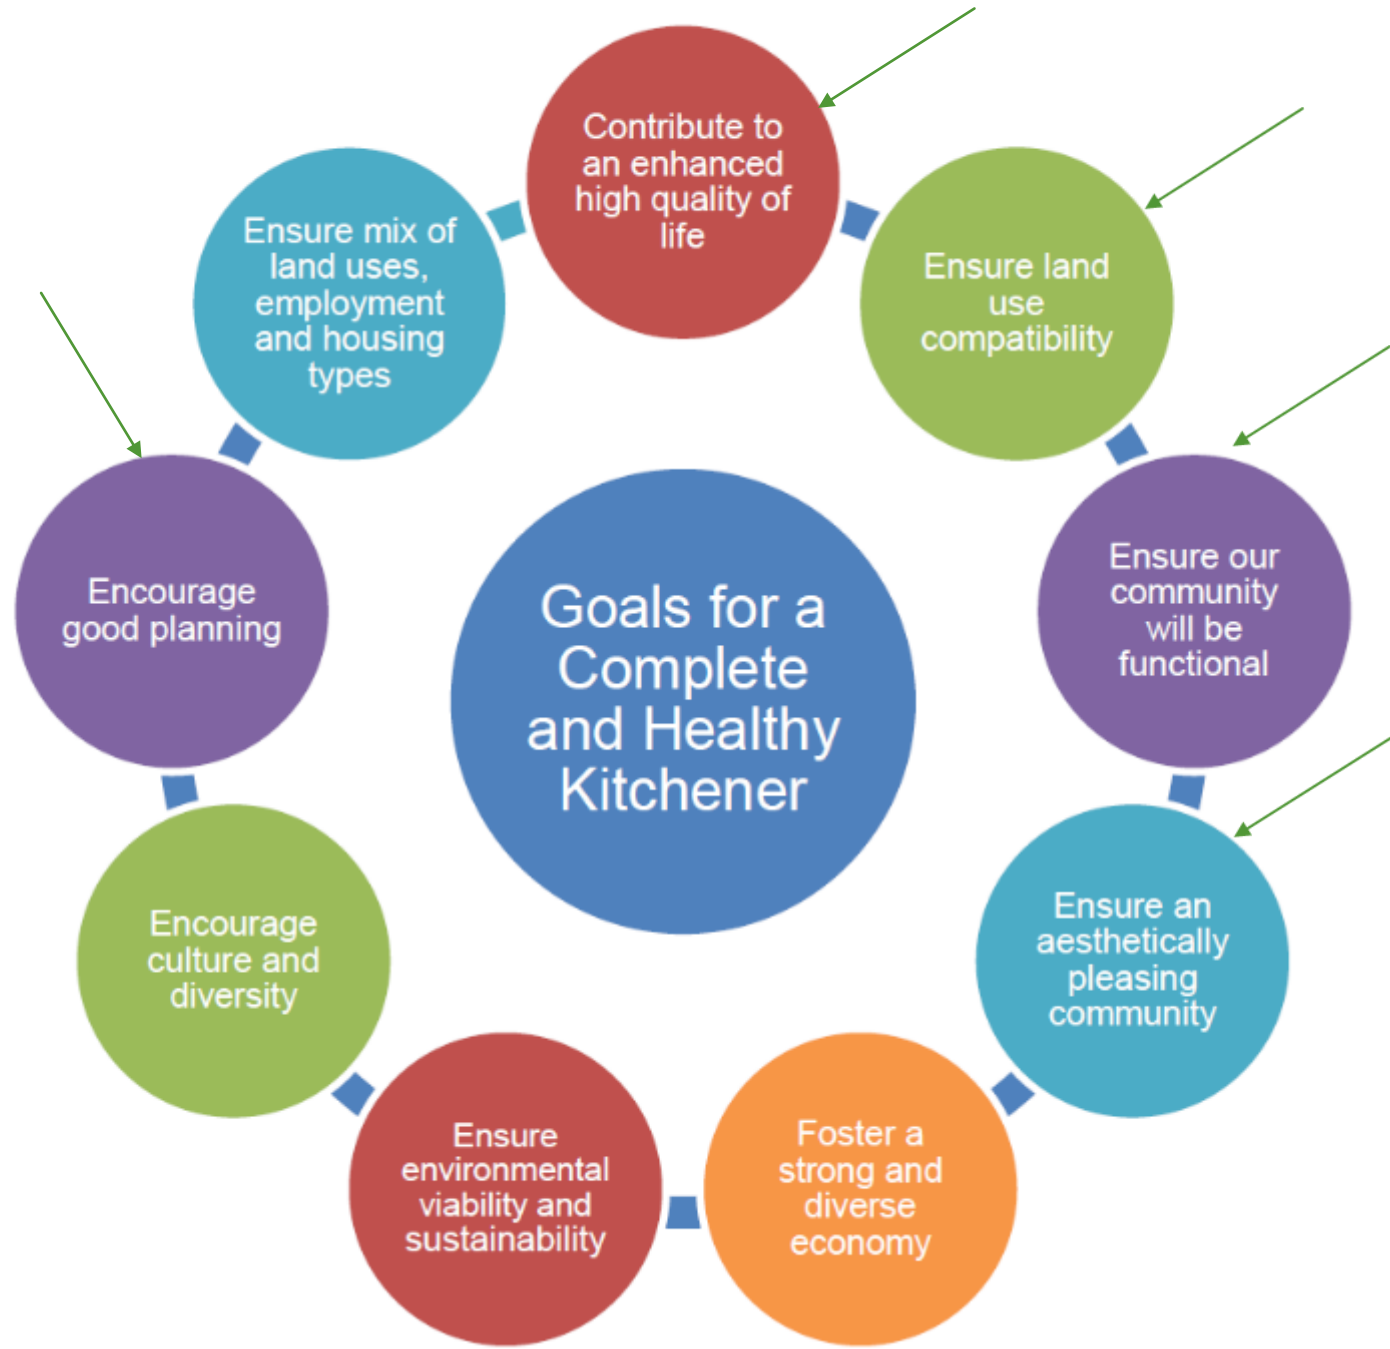 Contribute to
an enhanced
high quality of
life
Ensure land
use
compatibility
Ensure our
community
will be
functional
Ensure an
aesthetically
pleasing
community
Foster a
strong and
diverse
economy
Ensure
environmental
viability and
sustainability
Encourage
culture and
diversity
Encourage
good planning
Ensure mix of
land uses,
employment
and housing
types
Goals for a
Complete
and Healthy
Kitchener